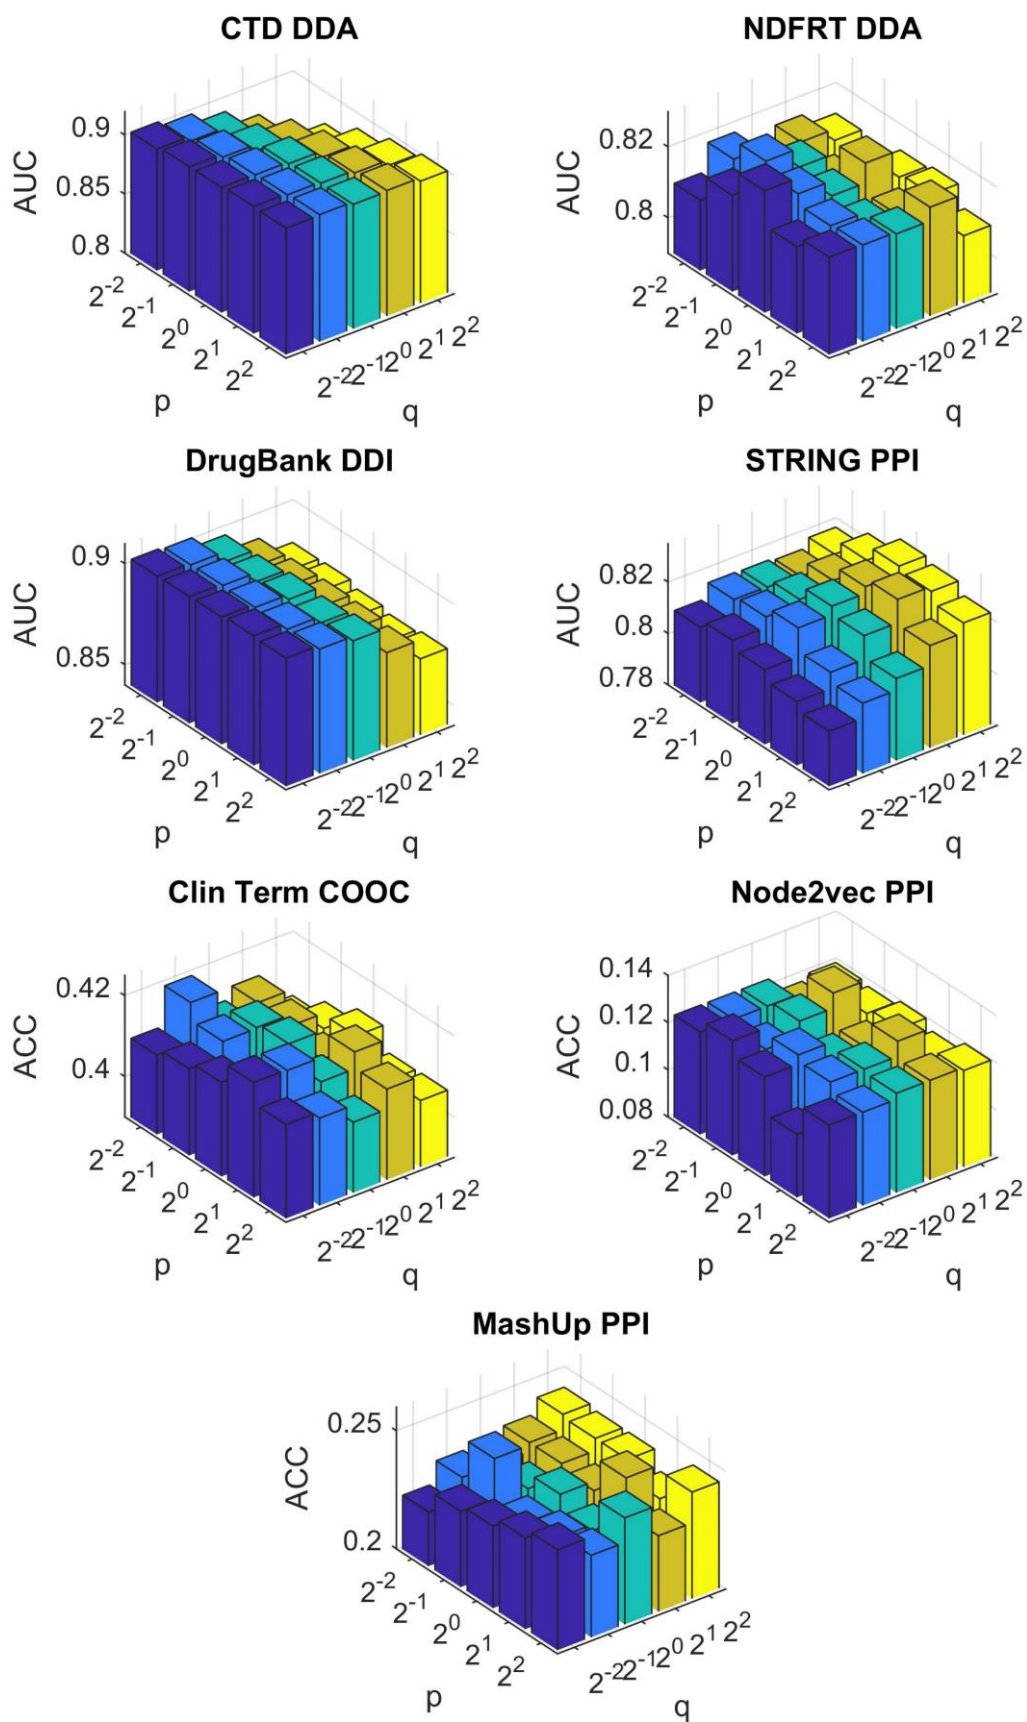 CTD DDA
AUC
0.9
0.85
0.8
2^-2
2^-1
2^0
2^1
2^2
p
2^-2 2^-1 2^0 2^1 2^2
q
NDFRT DDA
AUC
0.82
0.8
2^-2
2^-1
2^0
2^1
2^2
p
2^-2 2^-1 2^0 2^1 2^2
q
DrugBank DDI
AUC
0.9
0.85
2^-2
2^-1
2^0
2^1
2^2
p
2^-2 2^-1 2^0 2^1 2^2
q
STRING PPI
AUC
0.82
0.8
0.78
2^-2
2^-1
2^0
2^1
2^2
p
2^-2 2^-1 2^0 2^1 2^2
q
Clin Term COOC
ACC
0.42
0.4
2^-2
2^-1
2^0
2^1
2^2
p
2^-2 2^-1 2^0 2^1 2^2
q
Node2vec PPI
ACC
0.14
0.12
0.1
0.08
2^-2
2^-1
2^0
2^1
2^2
p
2^-2 2^-1 2^0 2^1 2^2
q
MashUp PPI
ACC
0.25
0.2
2^-2
2^-1
2^0
2^1
2^2
p
2^-2 2^-1 2^0 2^1 2^2
q